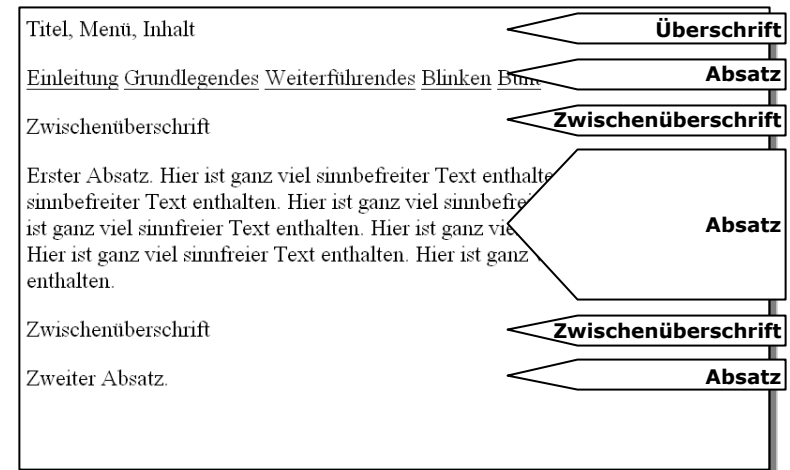 Titel, Menü, Inhalt
Überschrift
Einleitung Grundlegendes Weiterführendes Blinken
Absatz
Zwischenüberschrift
Zwischenüberschrift
Erster Absatz. Hier ist ganz viel sinnbefreiter Text enthalte
sinnbefreiter Text enthalten. Hier ist ganz viel sinnbefrei
ist ganz viel sinnfreier Text enthalten. Hier ist ganz vie
Absatz
Hier ist ganz viel sinnfreier Text enthalten. Hier ist ganz
enthalten.
Zwischenüberschrift
Zwischenüberschrift
Zweiter Absatz.
Absatz